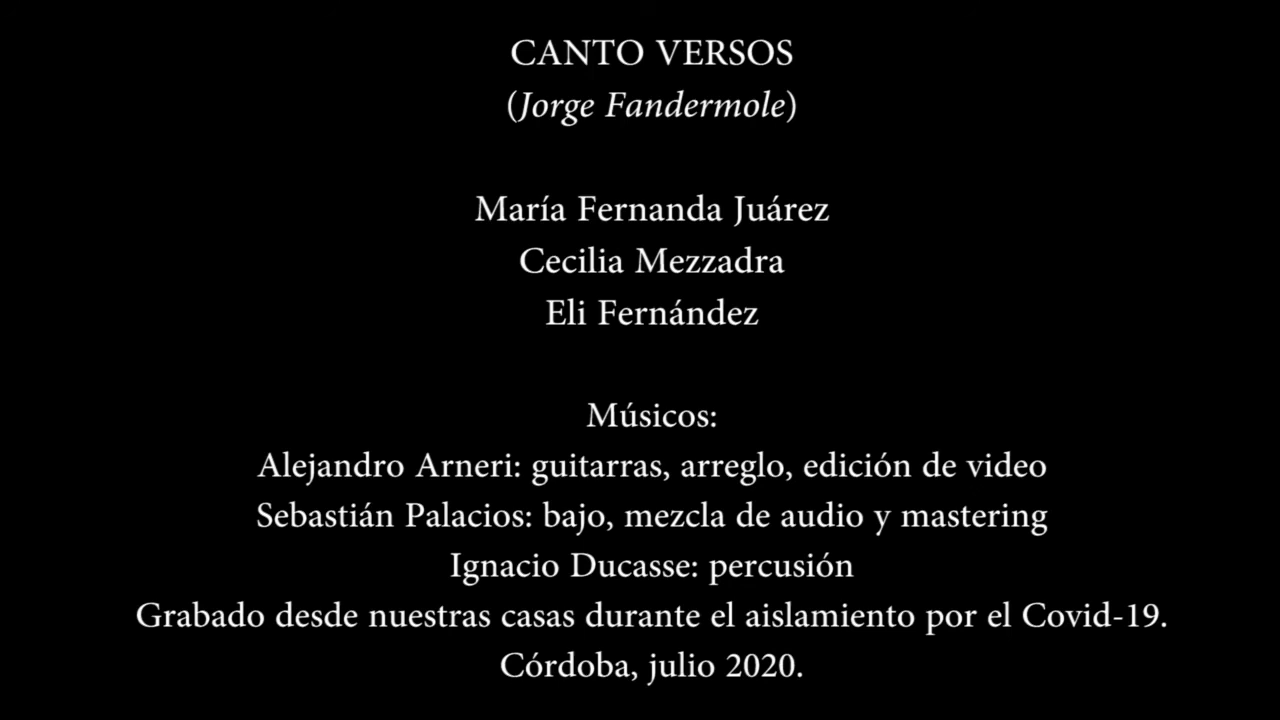 CANTO VERSOS
(Jorge Fandermole)
María Fernanda Juárez
Cecilia Mezzadra
Eli Fernández
Músicos:
Alejandro Arneri: guitarras, arreglo, edición de video
Sebastián Palacios: bajo, mezcla de audio y mastering
Ignacio Ducasse: percusión
Grabado desde nuestras casas durante el aislamiento por el Covid-19.
Córdoba, julio 2020.